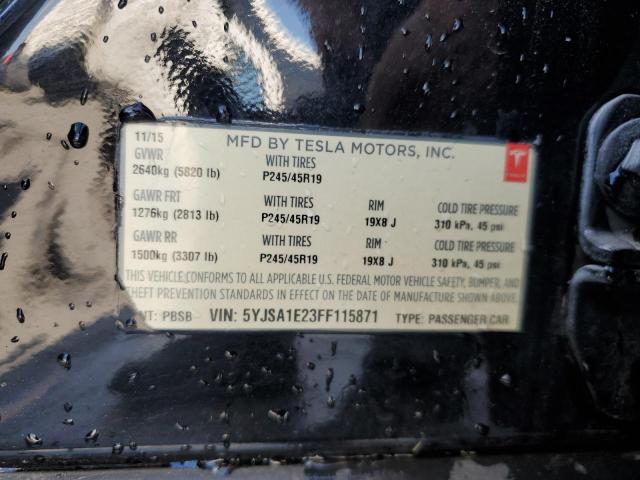 11/15 MFD BY TESLA MOTORS, INC.
GVWR WITH TIRES
2640kg (5820 lb) P245/45R19
GAWR FRT WITH TIRES RIM COLD TIRE PRESSURE
1276kg (2813 lb) P245/45R19 19X8 J 310 kPa, 45 psi
GAWR RR WITH TIRES RIM COLD TIRE PRESSURE
1500kg (3307 lb) P245/45R19 19X8 J 310 kPa, 45 psi
THIS VEHICLE CONFORMS TO ALL APPLICABLE U.S. FEDERAL MOTOR VEHICLE SAFETY, BUMPER, AND
THEFT PREVENTION STANDARDS IN EFFECT ON THE DATE OF MANUFACTURE SHOWN ABOVE.
PBSB VIN: 5YJSA1E23FF115871 TYPE: PASSENGER CAR
TESLA